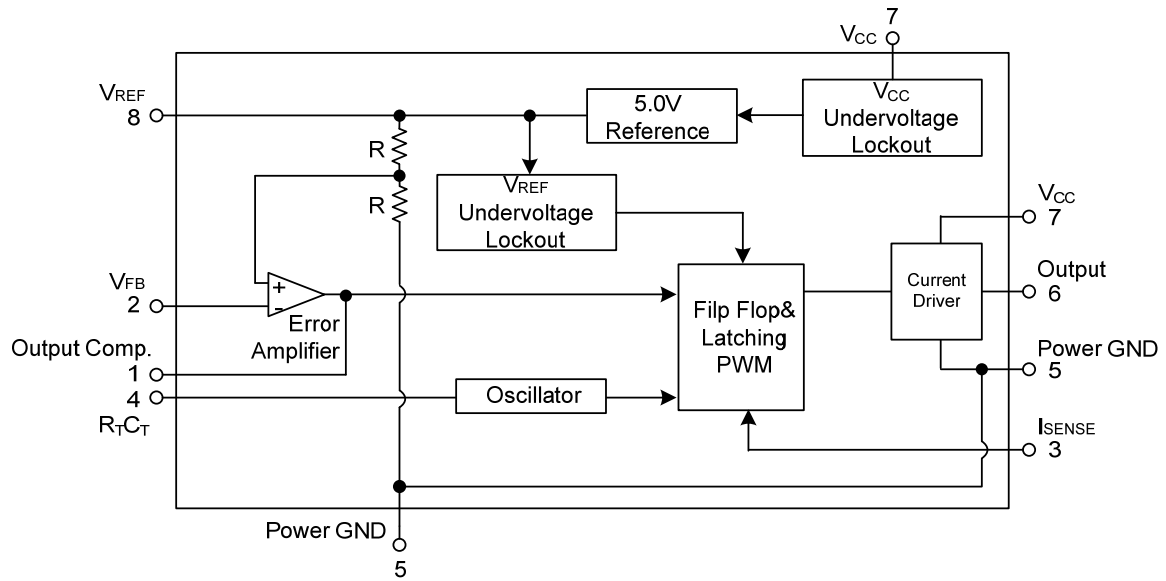 7
VCC
VREF
8
5.0V
Reference
VCC
Undervoltage
Lockout
R
R
VREF
Undervoltage
Lockout
VCC
7
VFB
2
+
-
Error
Amplifier
Filp Flop&
Latching
PWM
Current
Driver
Output
6
Output Comp.
1
Power GND
5
4
RTCT
Oscillator
ISENSE
3
Power GND
5